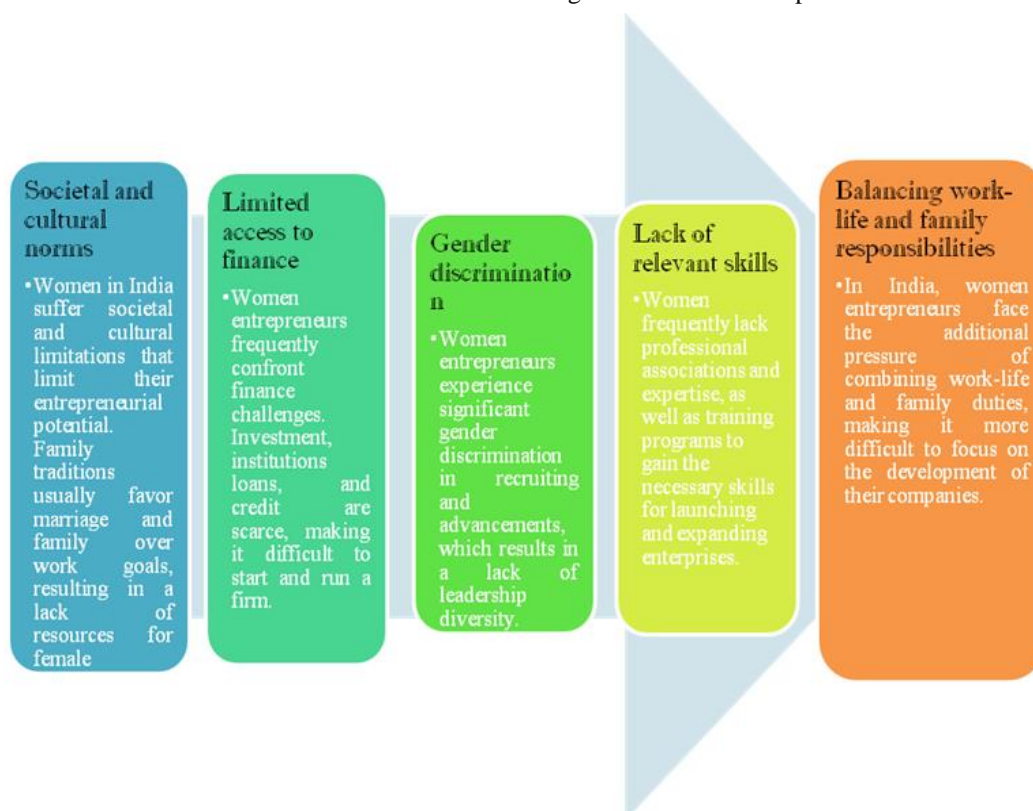 Societal and
cultural
norms
•Women in India
suffer societal
and cultural
limitations that
limit their
entrepreneurial
potential.
Family
traditions
usually favor
marriage and
family over
work goals,
resulting in a
lack of
resources for
female
Limited
access to
finance
•Women
entrepreneurs
frequently
confront
finance
challenges.
Investment,
institutions
loans, and
credit are
scarce, making
it difficult to
start and run a
firm.
Gender
discriminatio
n
•Women
entrepreneurs
experience
significant
gender
discrimination
in recruiting
and
advancements,
which results in
a lack of
leadership
diversity.
Lack of
relevant skills
•Women
frequently lack
professional
associations and
expertise, as
well as training
programs to
gain the
necessary skills
for launching
and expanding
enterprises.
Balancing work-
life and family
responsibilities
•In India, women
entrepreneurs face
the additional
pressure of
combining work-life
and family duties,
making it more
difficult to focus on
the development of
their companies.